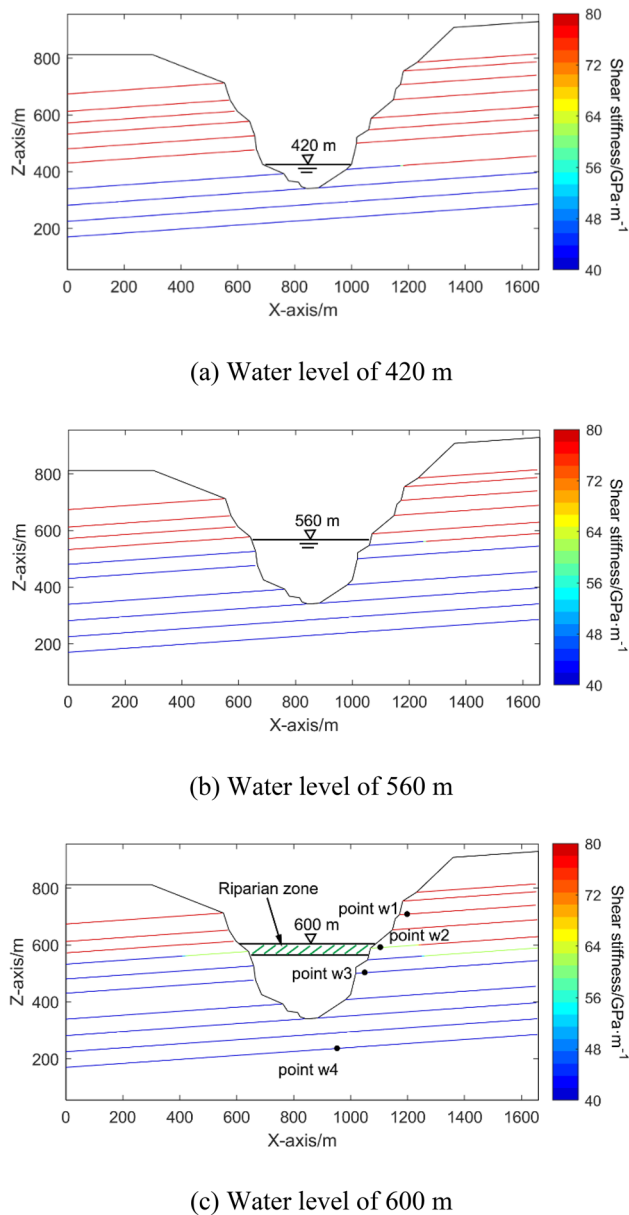 80
72
64
56
48
40
Shear stiffness/GPa·m⁻¹
800
600
400
200
Z-axis/m
420 m
0 200 400 600 800 1000 1200 1400 1600
X-axis/m
(a) Water level of 420 m
80
72
64
56
48
40
Shear stiffness/GPa·m⁻¹
800
600
400
200
Z-axis/m
560 m
0 200 400 600 800 1000 1200 1400 1600
X-axis/m
(b) Water level of 560 m
80
72
64
56
48
40
Shear stiffness/GPa·m⁻¹
800
600
400
200
Z-axis/m
Riparian zone
600 m
point w1
point w2
point w3
point w4
0 200 400 600 800 1000 1200 1400 1600
X-axis/m
(c) Water level of 600 m